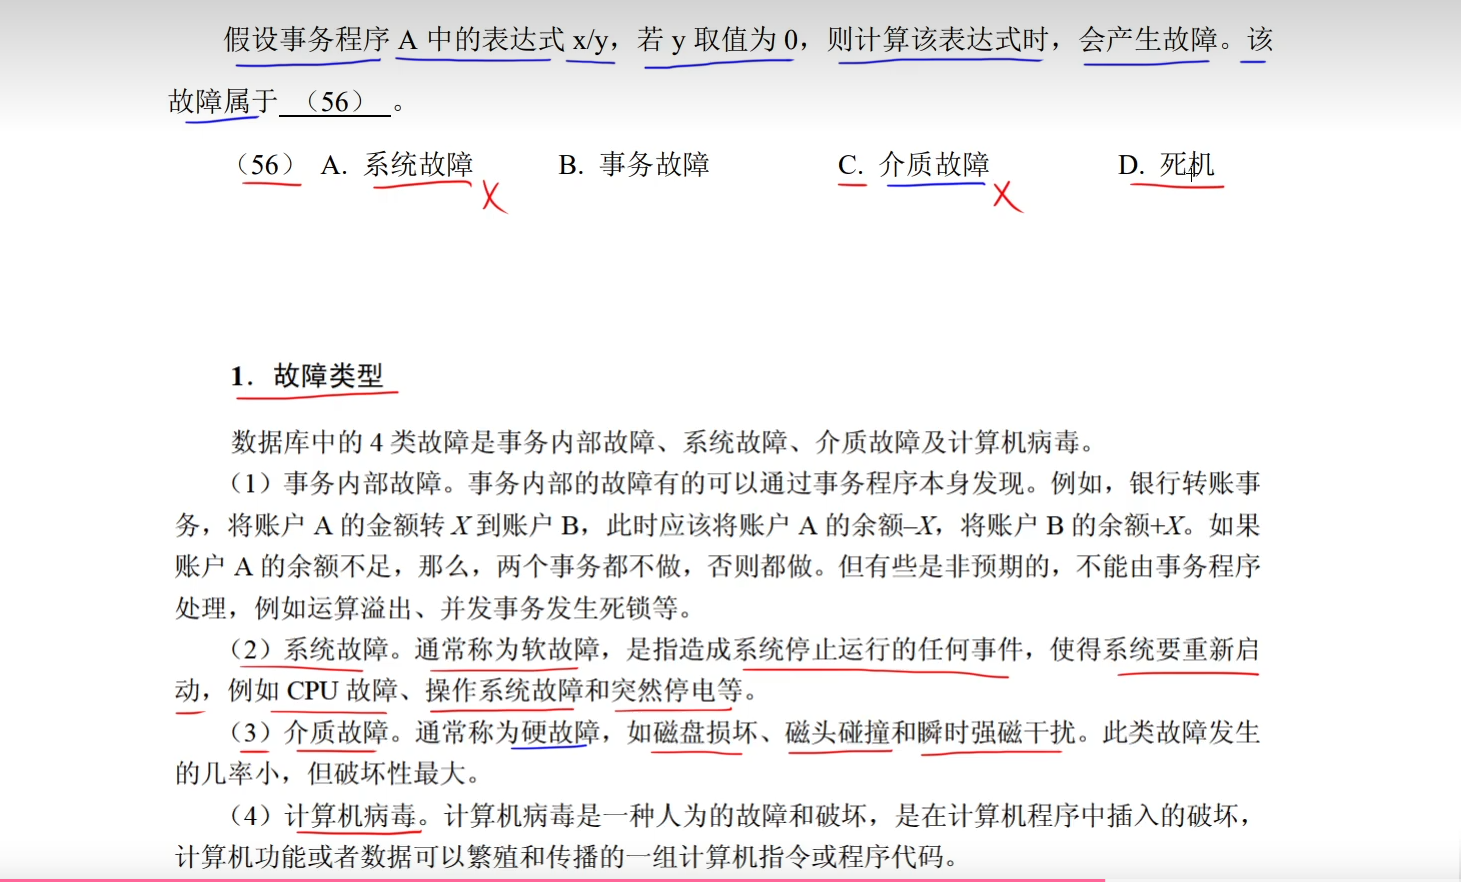 假设事务程序 A 中的表达式 x/y，若 y 取值为 0，则计算该表达式时，会产生故障。该
故障属于 （56） 。
（56） A. 系统故障 B. 事务故障 C. 介质故障 D. 死机
1. 故障类型
数据库中的 4 类故障是事务内部故障、系统故障、介质故障及计算机病毒。
（1）事务内部故障。事务内部的故障有的可以通过事务程序本身发现。例如，银行转账事
务，将账户 A 的金额转 X 到账户 B，此时应该将账户 A 的余额–X，将账户 B 的余额+X。如果
账户 A 的余额不足，那么，两个事务都不做，否则都做。但有些是非预期的，不能由事务程序
处理，例如运算溢出、并发事务发生死锁等。
（2）系统故障。通常称为软故障，是指造成系统停止运行的任何事件，使得系统要重新启
动，例如 CPU 故障、操作系统故障和突然停电等。
（3）介质故障。通常称为硬故障，如磁盘损坏、磁头碰撞和瞬时强磁干扰。此类故障发生
的几率小，但破坏性最大。
（4）计算机病毒。计算机病毒是一种人为的故障和破坏，是在计算机程序中插入的破坏，
计算机功能或者数据可以繁殖和传播的一组计算机指令或程序代码。